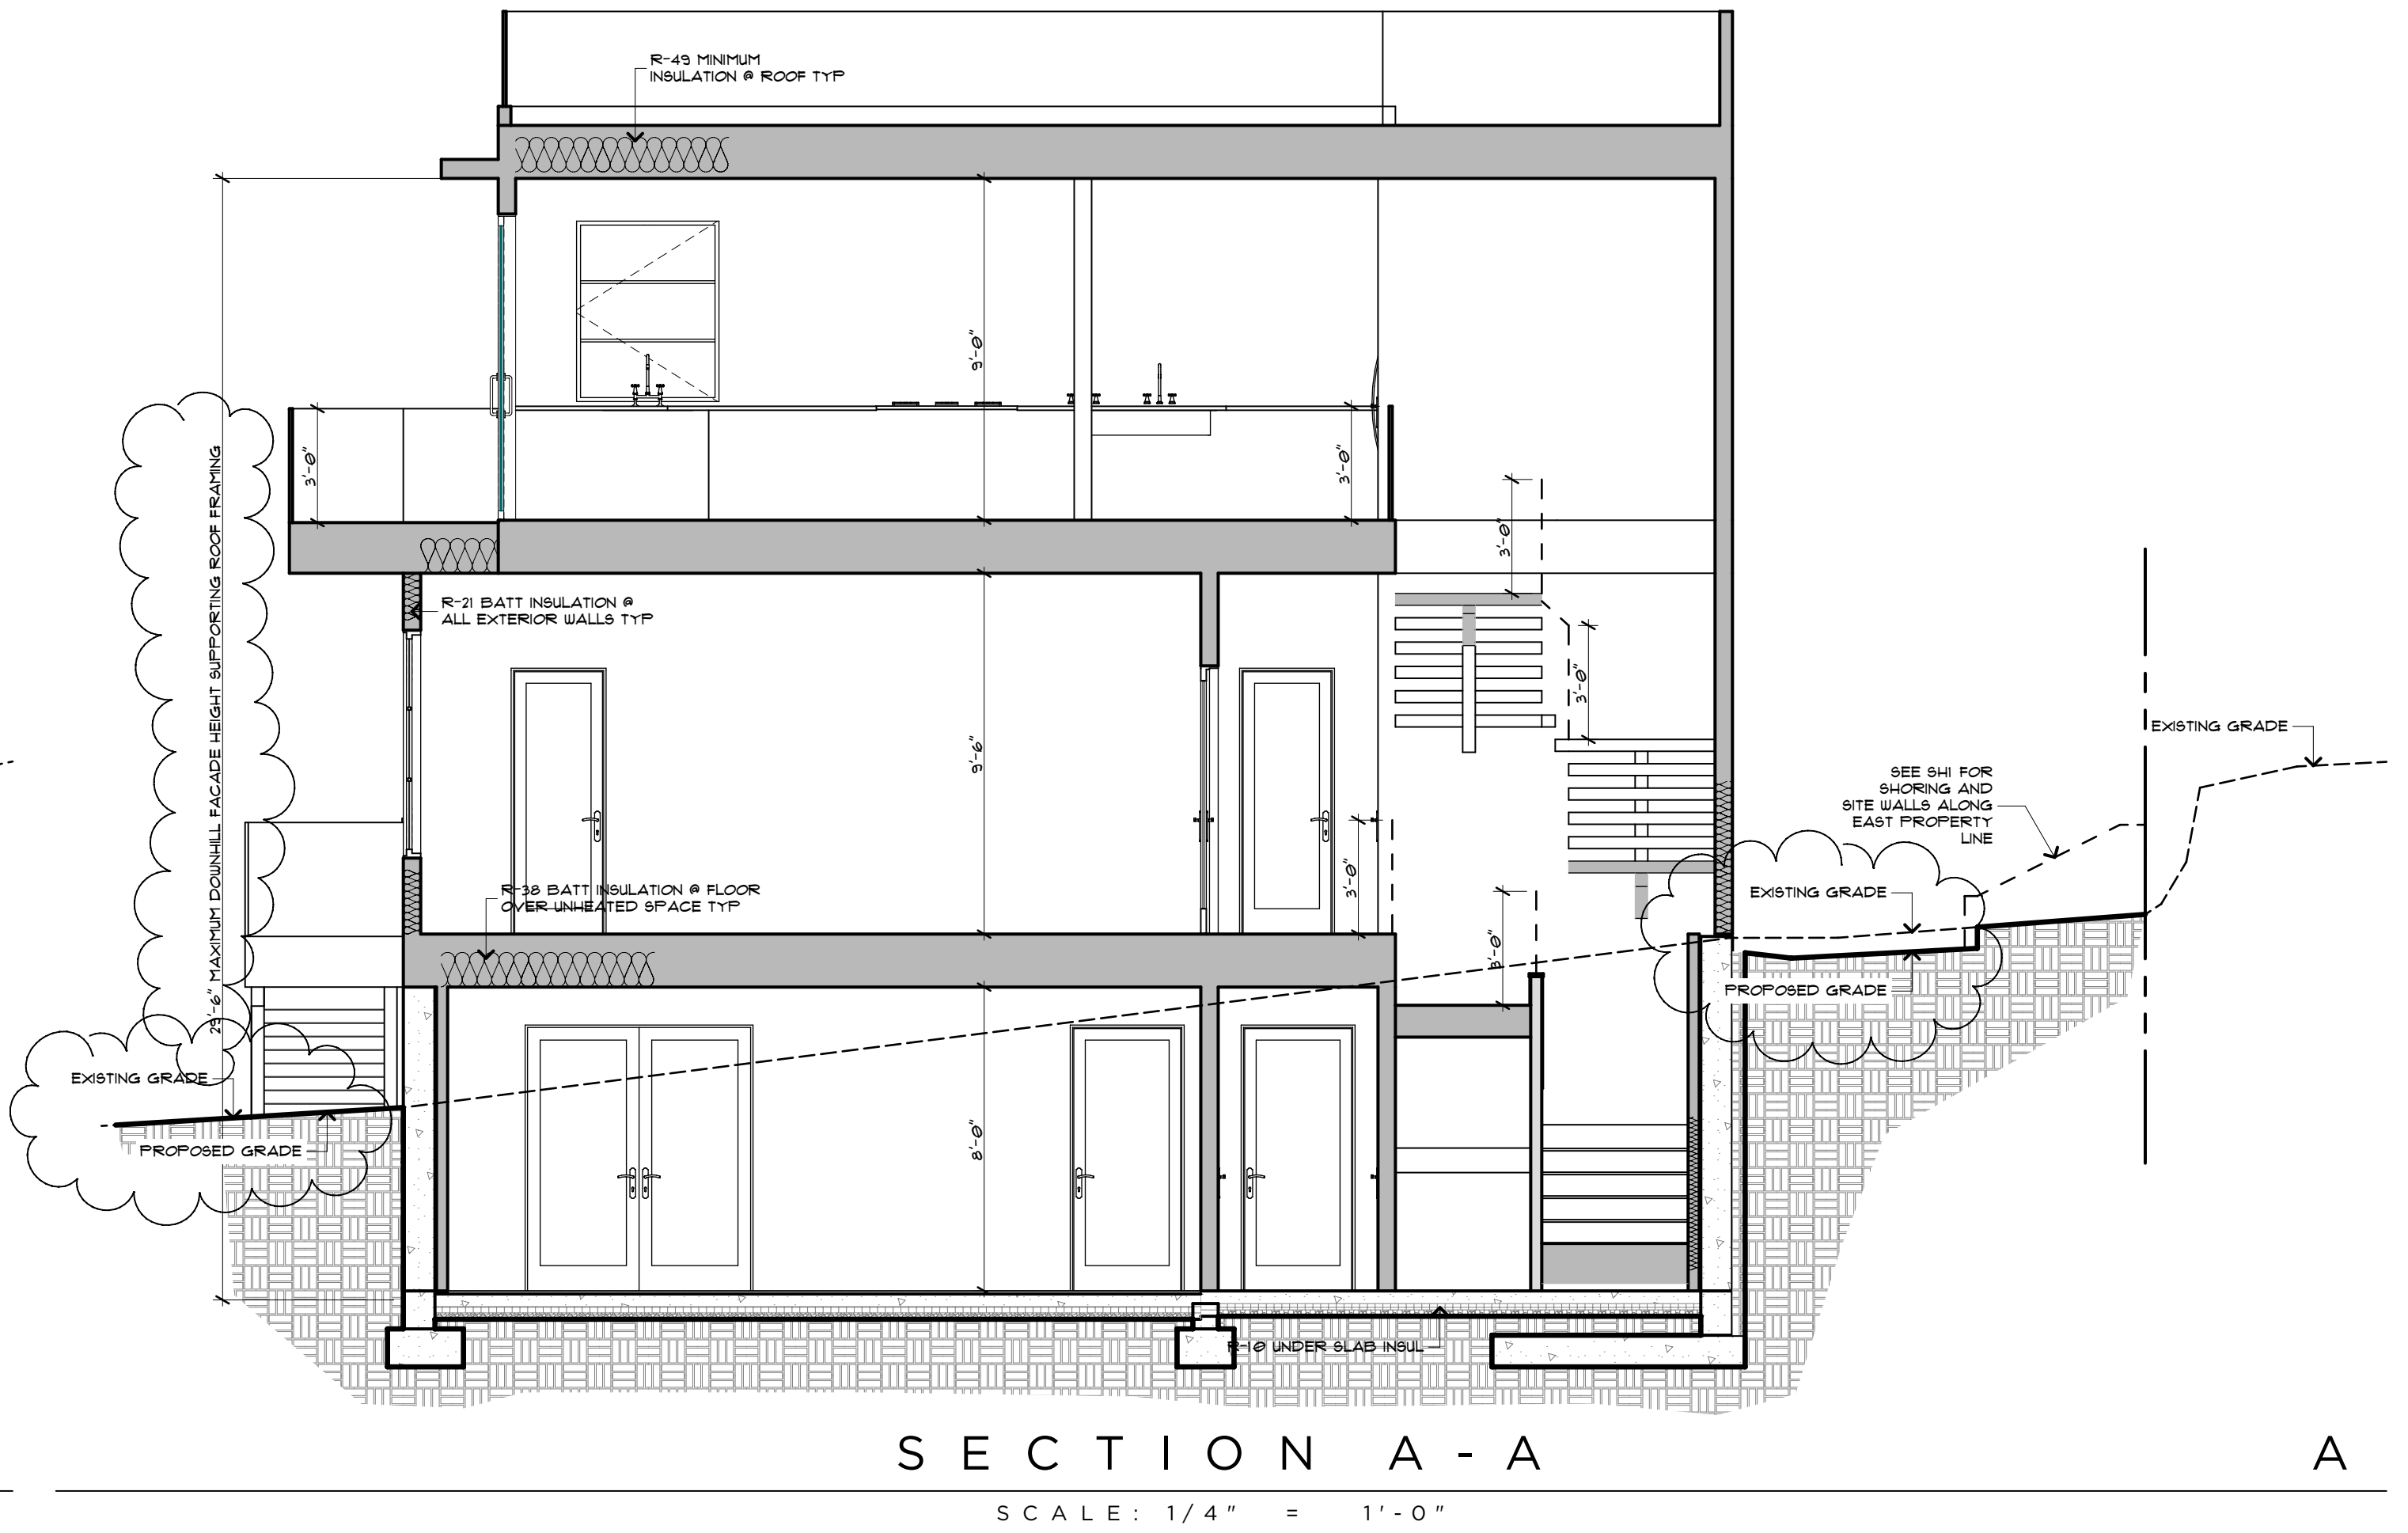 R-49 MINIMUM
INSULATION @ ROOF TYP
9'-0"
3'-0"
3'-0"
3'-0"
29'-6" MAXIMUM DOWNHILL FACADE HEIGHT SUPPORTING ROOF FRAMING
R-21 BATT INSULATION @
ALL EXTERIOR WALLS TYP
3'-0"
9'-6"
EXISTING GRADE
SEE SH1 FOR
SHORING AND
SITE WALLS ALONG
EAST PROPERTY
LINE
3'-0"
R-38 BATT INSULATION @ FLOOR
OVER UNHEATED SPACE TYP
EXISTING GRADE
3'-0"
PROPOSED GRADE
EXISTING GRADE
PROPOSED GRADE
8'-0"
R-10 UNDER SLAB INSUL
SECTION A-A
A
SCALE: 1/4" = 1'-0"